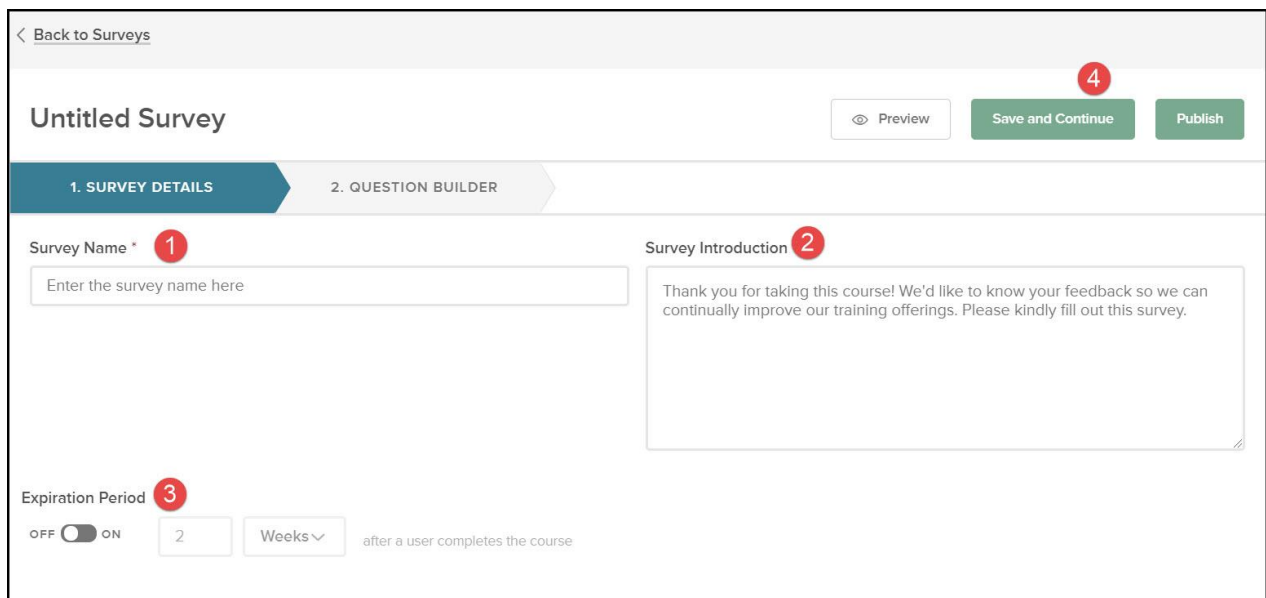 Back to Surveys
4
Untitled Survey
Preview
Save and Continue
Publish
1. SURVEY DETAILS
2. QUESTION BUILDER
Survey Name * 1
Enter the survey name here
Survey Introduction 2
Thank you for taking this course! We'd like to know your feedback so we can
continually improve our training offerings. Please kindly fill out this survey.
Expiration Period 3
OFF ON 2 Weeks after a user completes the course